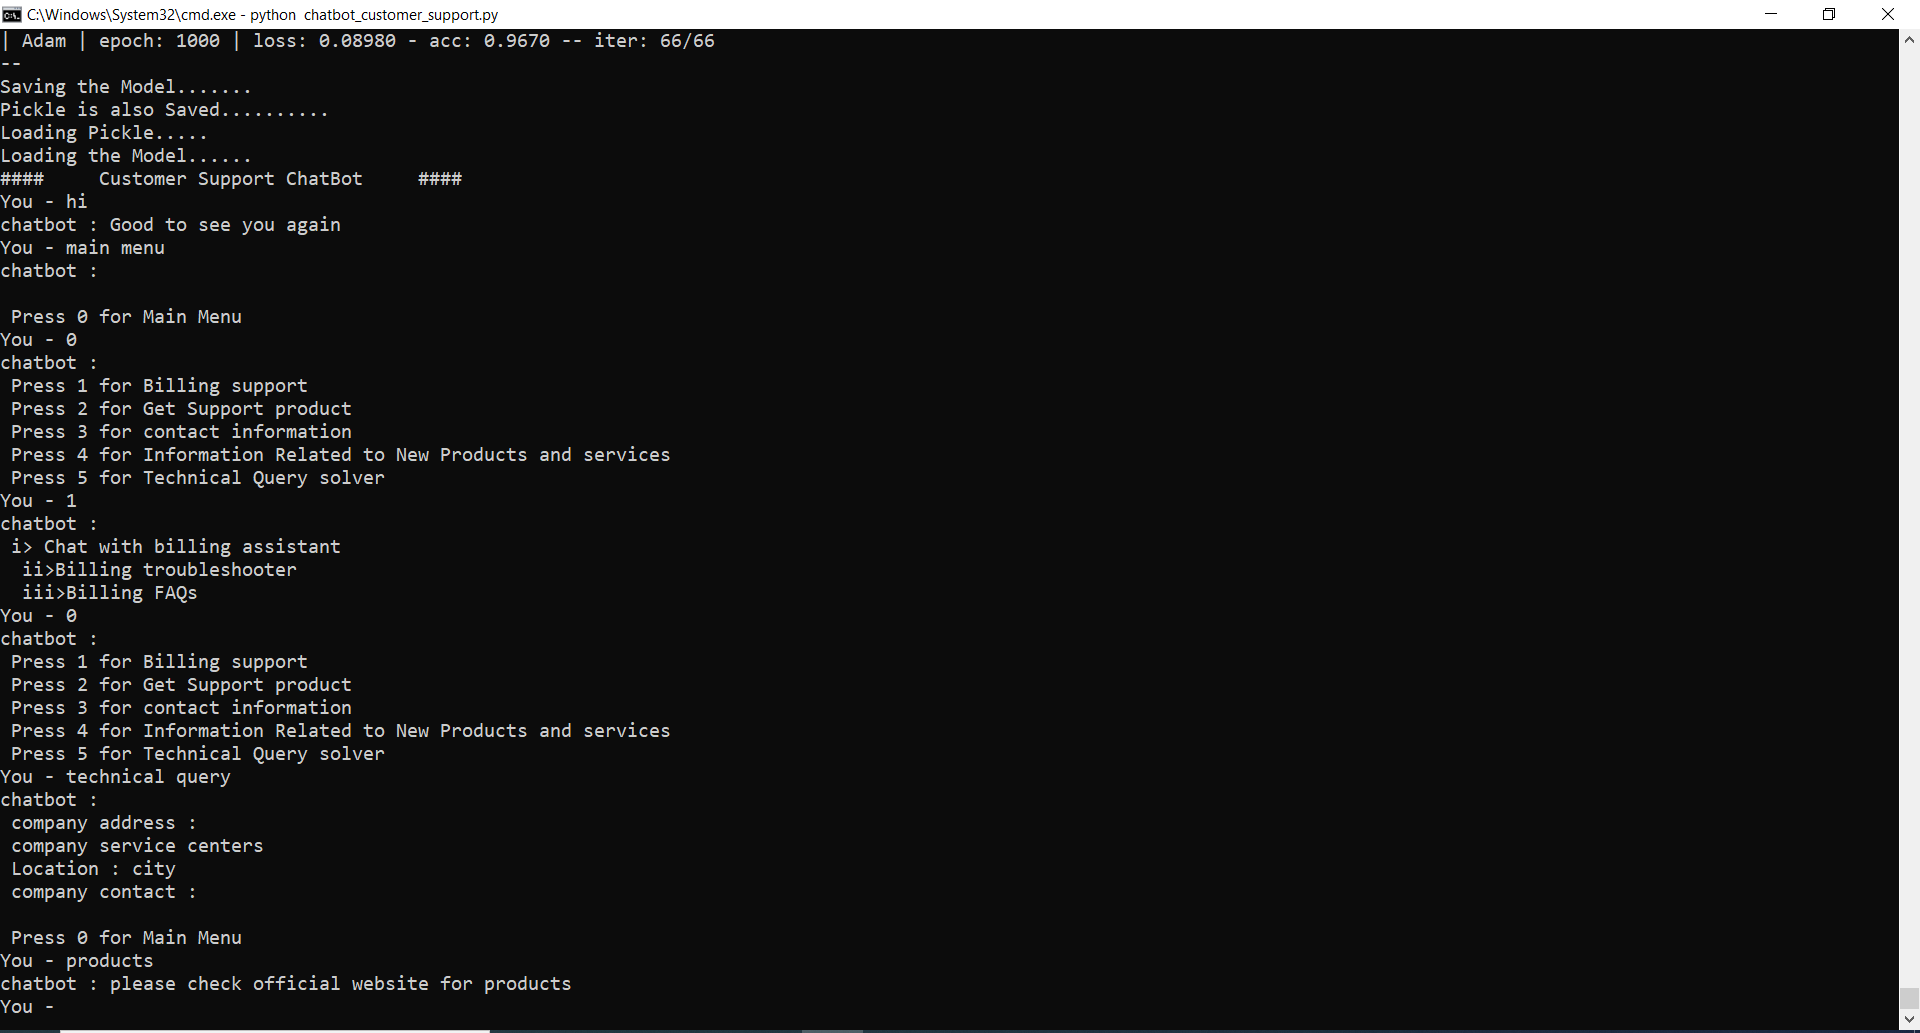 C:\Windows\System32\cmd.exe - python  chatbot_customer_support.py
| Adam | epoch: 1000 | loss: 0.08980 - acc: 0.9670 -- iter: 66/66
--
Saving the Model.......
Pickle is also Saved..........
Loading Pickle.....
Loading the Model......
####     Customer Support ChatBot     ####
You - hi
chatbot : Good to see you again
You - main menu
chatbot :
Press 0 for Main Menu
You - 0
chatbot :
Press 1 for Billing support
Press 2 for Get Support product
Press 3 for contact information
Press 4 for Information Related to New Products and services
Press 5 for Technical Query solver
You - 1
chatbot :
i> Chat with billing assistant
ii>Billing troubleshooter
iii>Billing FAQs
You - 0
chatbot :
Press 1 for Billing support
Press 2 for Get Support product
Press 3 for contact information
Press 4 for Information Related to New Products and services
Press 5 for Technical Query solver
You - technical query
chatbot :
company address :
company service centers
Location : city
company contact :
Press 0 for Main Menu
You - products
chatbot : please check official website for products
You -